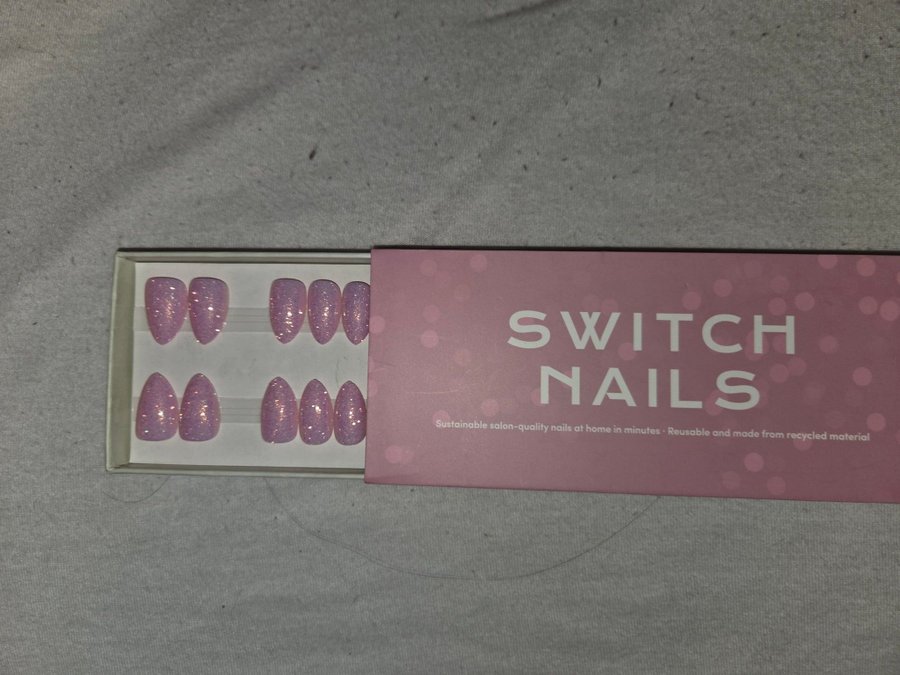 SWITCH
NAILS
Sustainable salon-quality nails at home in minutes · Reusable and made from recycled material